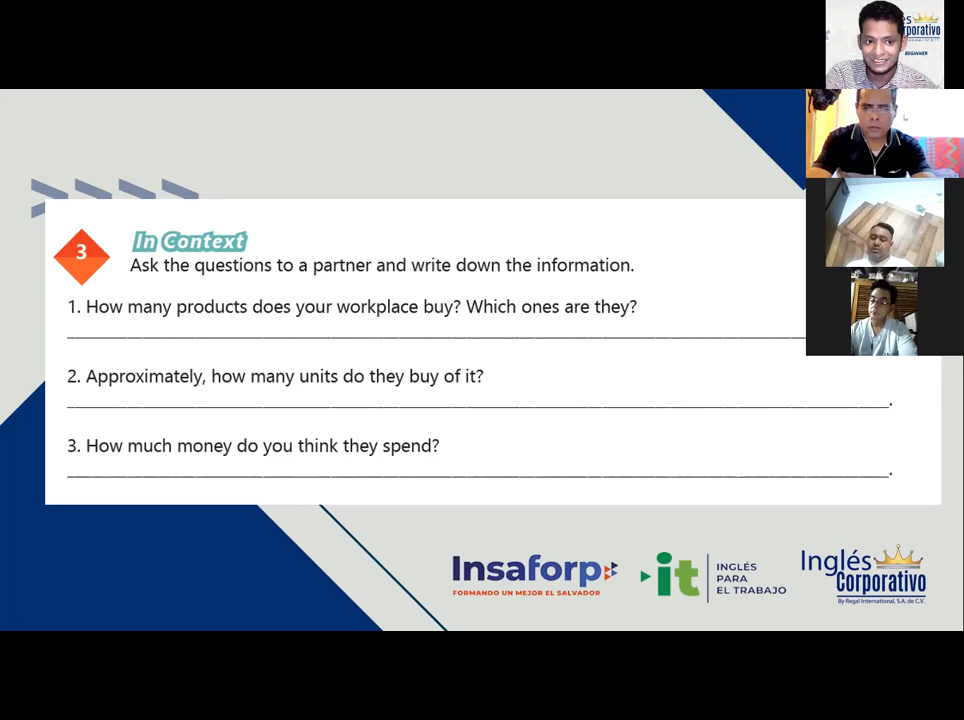 és
rporativo
BEGINNER
3
In Context
Ask the questions to a partner and write down the information.
1. How many products does your workplace buy? Which ones are they?
2. Approximately, how many units do they buy of it?
.
3. How much money do you think they spend?
.
Insaforp
FORMANDO UN MEJOR EL SALVADOR
it
INGLÉS
PARA
EL TRABAJO
Inglés
Corporativo
By Regal International, S.A. de C.V.